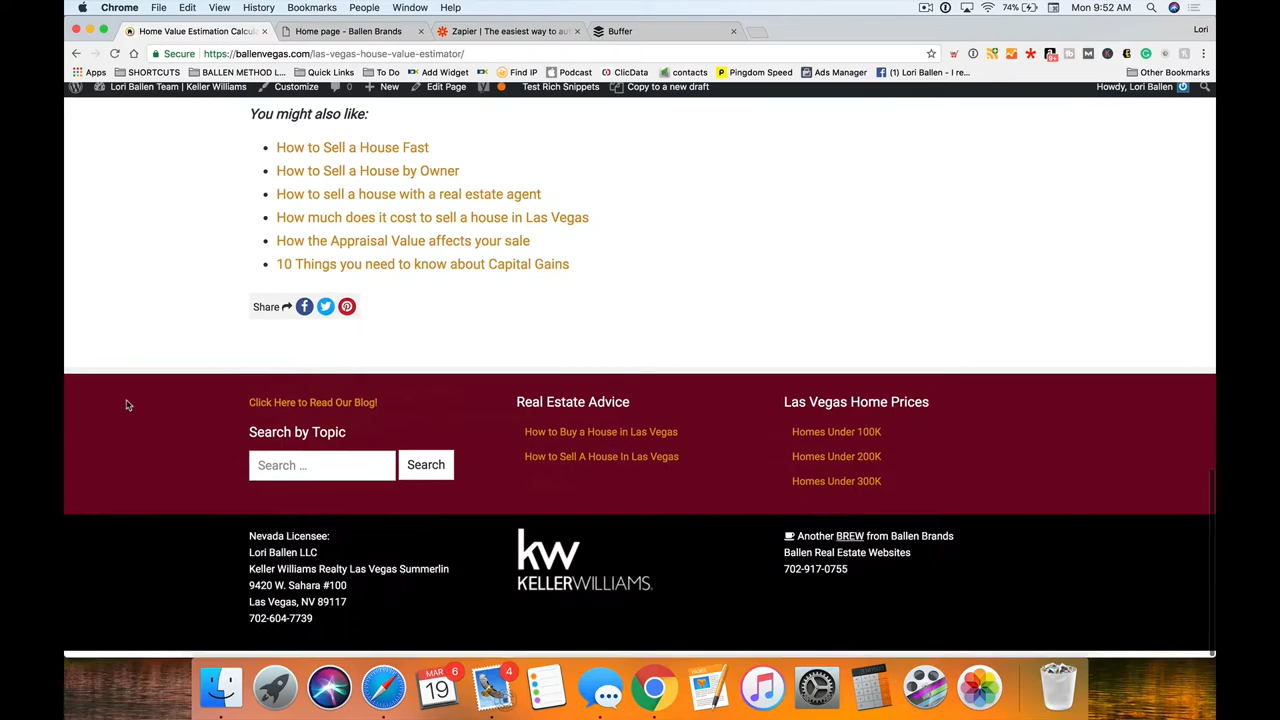 Chrome File Edit View History Bookmarks People Window Help 74% Mon 9:52 AM
Lori
Home Value Estimation Calcula Home page - Ballen Brands Zapier | The easiest way to aut Buffer
Secure https://ballenvegas.com/las-vegas-house-value-estimator/
Apps SHORTCUTS BALLEN METHOD L... Quick Links To Do Add Widget Find IP Podcast ClicData contacts Pingdom Speed Ads Manager (1) Lori Ballen - I re... Other Bookmarks
Lori Ballen Team | Keller Williams Customize 0 New Edit Page Test Rich Snippets Copy to a new draft Howdy, Lori Ballen
You might also like:
How to Sell a House Fast
How to Sell a House by Owner
How to sell a house with a real estate agent
How much does it cost to sell a house in Las Vegas
How the Appraisal Value affects your sale
10 Things you need to know about Capital Gains
Share
Click Here to Read Our Blog!
Search by Topic
Search ... Search
Real Estate Advice
How to Buy a House in Las Vegas
How to Sell A House In Las Vegas
Las Vegas Home Prices
Homes Under 100K
Homes Under 200K
Homes Under 300K
Nevada Licensee:
Lori Ballen LLC
Keller Williams Realty Las Vegas Summerlin
9420 W. Sahara #100
Las Vegas, NV 89117
702-604-7739
kw
KELLERWILLIAMS.
Another BREW from Ballen Brands
Ballen Real Estate Websites
702-917-0755
MAR 6 4
19